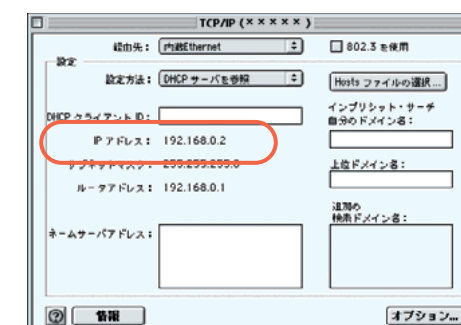 TCP/IP (×××××)
経由先： 内蔵Ethernet
802.3 を使用
設定
設定方法： DHCP サーバを参照
Hosts ファイルの選択...
DHCP クライアント ID：
インプリシット・サーチ
自分のドメイン名：
IP アドレス： 192.168.0.2
サブネットマスク： 255.255.255.0
上位ドメイン名：
ルータアドレス： 192.168.0.1
追加の
検索ドメイン名：
ネームサーバアドレス：
?
情報
オプション...